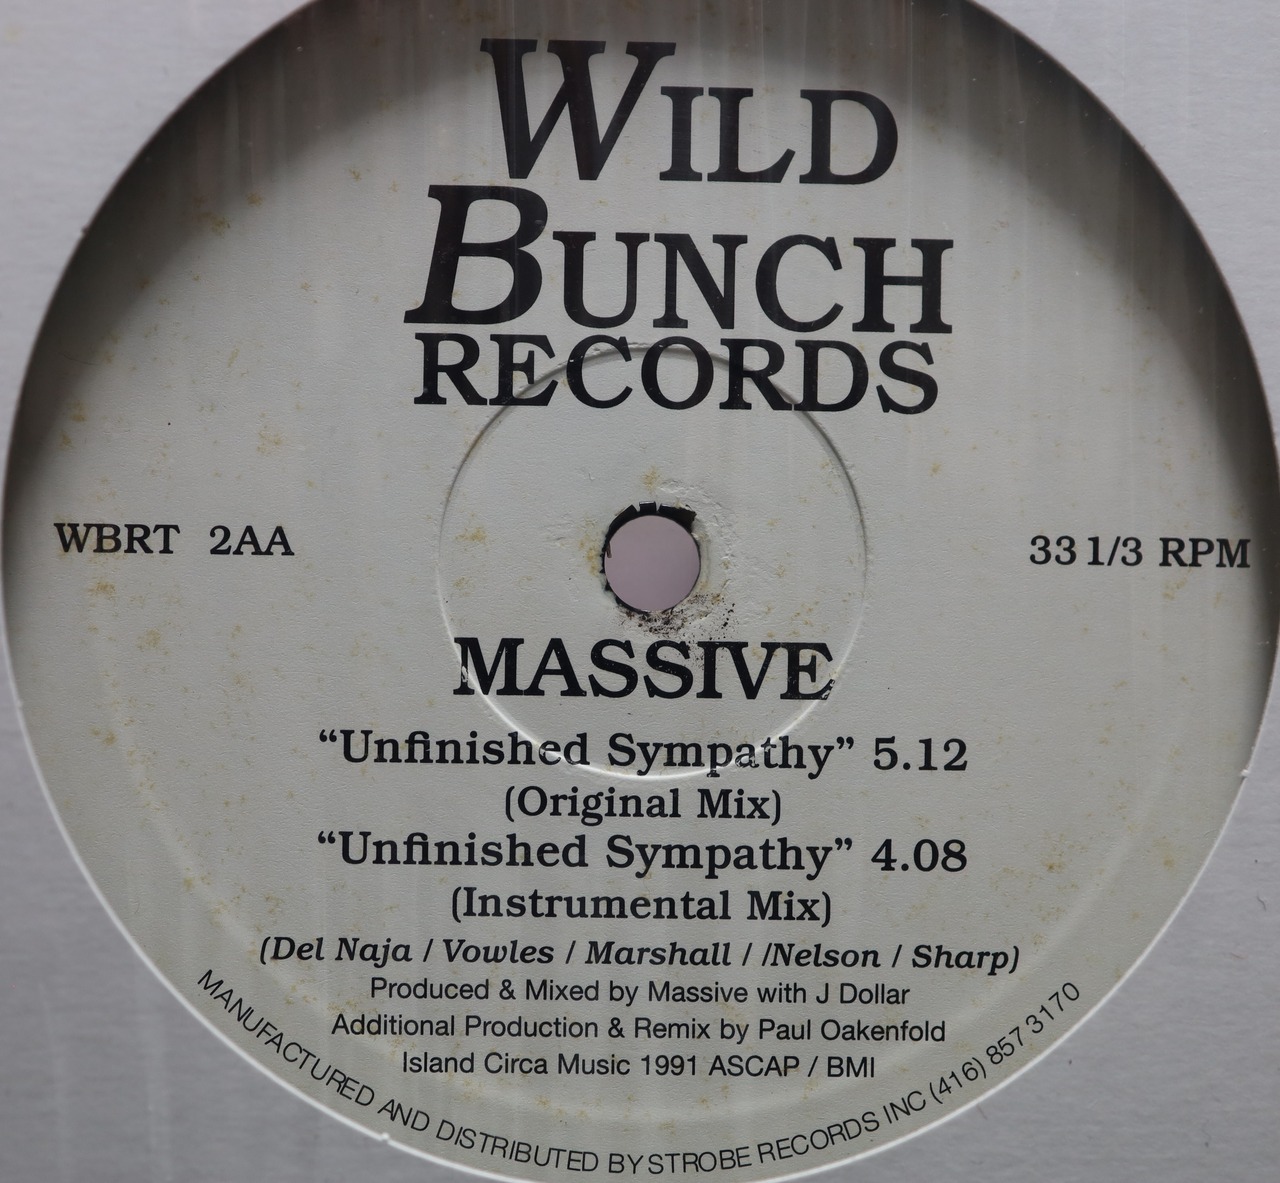 WILD
BUNCH
RECORDS
WBRT 2AA
33 1/3 RPM
MASSIVE
“Unfinished Sympathy” 5.12
(Original Mix)
“Unfinished Sympathy” 4.08
(Instrumental Mix)
(Del Naja / Vowles / Marshall / /Nelson / Sharp)
Produced & Mixed by Massive with J Dollar
Additional Production & Remix by Paul Oakenfold
Island Circa Music 1991 ASCAP / BMI
MANUFACTURED AND DISTRIBUTED BY STROBE RECORDS INC (416) 857 3170